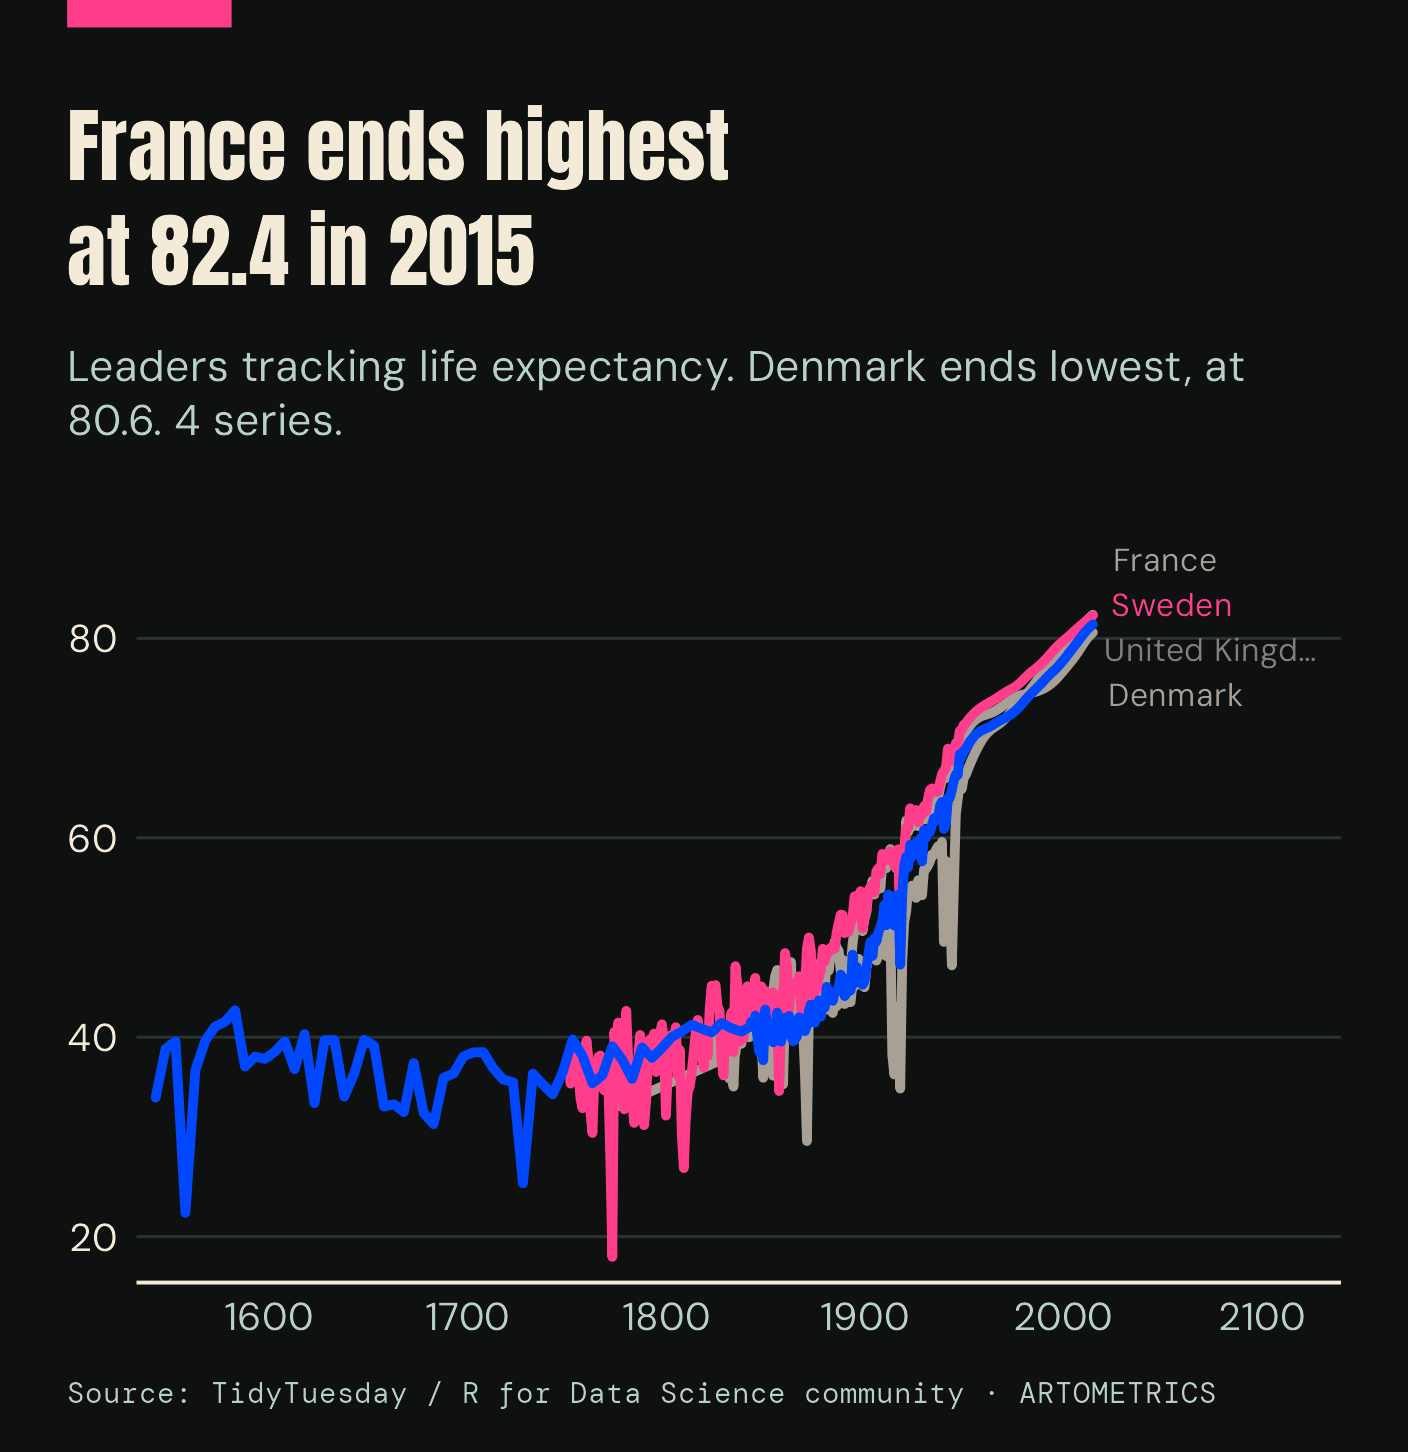 France ends highest
at 82.4 in 2015
Leaders tracking life expectancy. Denmark ends lowest, at
80.6. 4 series.
France
Sweden
80
United Kingd…
Denmark
60
40
20
1600 1700 1800 1900 2000 2100
Source: TidyTuesday / R for Data Science community · ARTOMETRICS